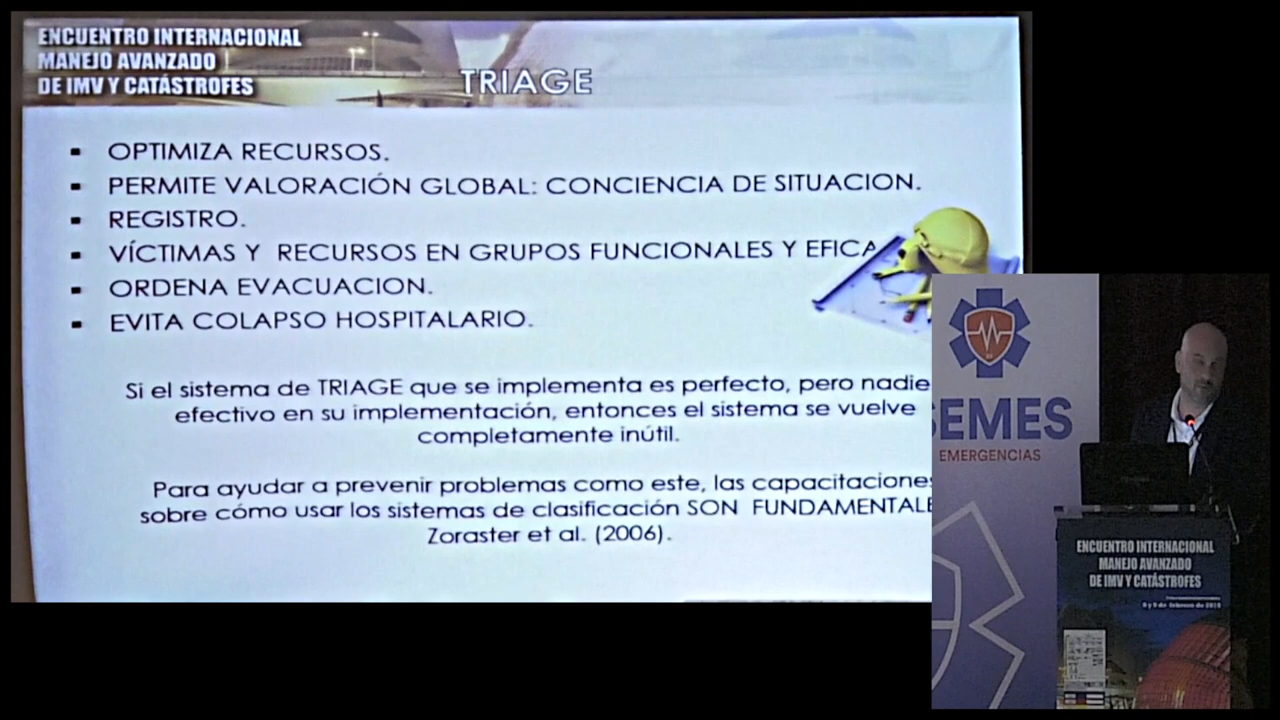 ENCUENTRO INTERNACIONAL
MANEJO AVANZADO
DE IMV Y CATÁSTROFES
TRIAGE
OPTIMIZA RECURSOS.
PERMITE VALORACIÓN GLOBAL: CONCIENCIA DE SITUACION.
REGISTRO.
VÍCTIMAS Y RECURSOS EN GRUPOS FUNCIONALES Y EFICA
ORDENA EVACUACION.
EVITA COLAPSO HOSPITALARIO.
Si el sistema de TRIAGE que se implementa es perfecto, pero nadie
efectivo en su implementación, entonces el sistema se vuelve
completamente inútil.
Para ayudar a prevenir problemas como este, las capacitaciones
sobre cómo usar los sistemas de clasificación SON FUNDAMENTALE
Zoraster et al. (2006).
SEMES
EMERGENCIAS
ENCUENTRO INTERNACIONAL
MANEJO AVANZADO
DE IMV Y CATÁSTROFES